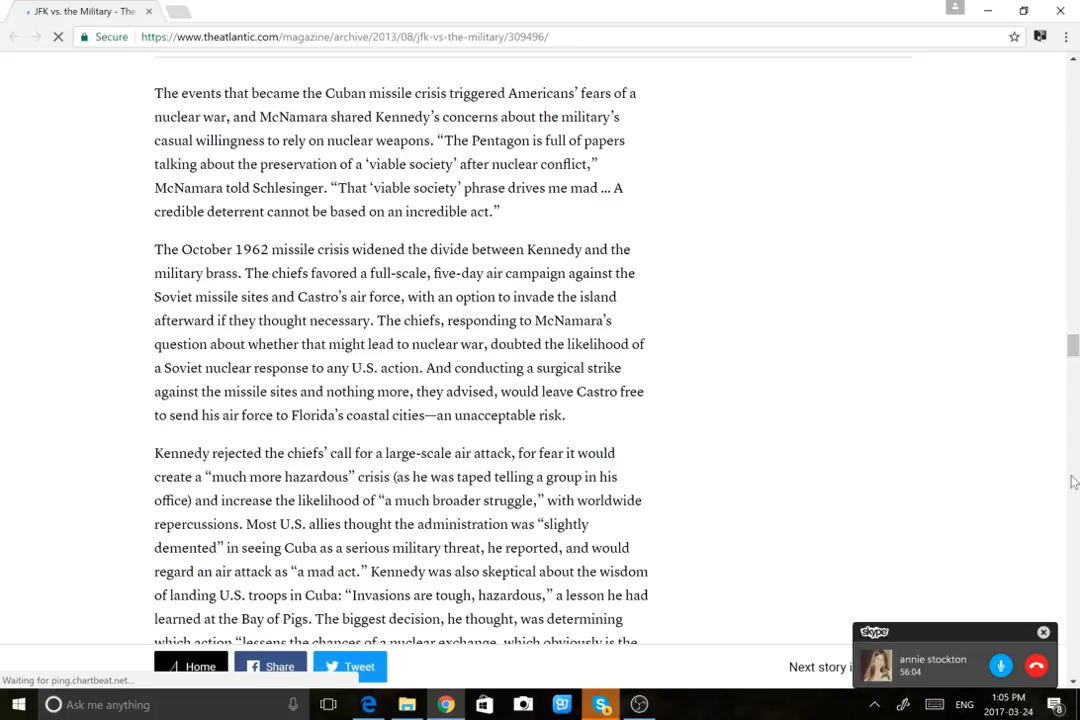 JFK vs. the Military - The
Secure
https://www.theatlantic.com/magazine/archive/2013/08/jfk-vs-the-military/309496/
The events that became the Cuban missile crisis triggered Americans’ fears of a
nuclear war, and McNamara shared Kennedy’s concerns about the military’s
casual willingness to rely on nuclear weapons. “The Pentagon is full of papers
talking about the preservation of a ‘viable society’ after nuclear conflict,”
McNamara told Schlesinger. “That ‘viable society’ phrase drives me mad ... A
credible deterrent cannot be based on an incredible act.”
The October 1962 missile crisis widened the divide between Kennedy and the
military brass. The chiefs favored a full-scale, five-day air campaign against the
Soviet missile sites and Castro’s air force, with an option to invade the island
afterward if they thought necessary. The chiefs, responding to McNamara’s
question about whether that might lead to nuclear war, doubted the likelihood of
a Soviet nuclear response to any U.S. action. And conducting a surgical strike
against the missile sites and nothing more, they advised, would leave Castro free
to send his air force to Florida’s coastal cities—an unacceptable risk.
Kennedy rejected the chiefs’ call for a large-scale air attack, for fear it would
create a “much more hazardous” crisis (as he was taped telling a group in his
office) and increase the likelihood of “a much broader struggle,” with worldwide
repercussions. Most U.S. allies thought the administration was “slightly
demented” in seeing Cuba as a serious military threat, he reported, and would
regard an air attack as “a mad act.” Kennedy was also skeptical about the wisdom
of landing U.S. troops in Cuba: “Invasions are tough, hazardous,” a lesson he had
learned at the Bay of Pigs. The biggest decision, he thought, was determining
which action “lessens the chances of a nuclear exchange, which obviously is the
skype
annie stockton
56:04
Home
Share
Tweet
Next story i
Waiting for ping.chartbeat.net...
Ask me anything
ENG
1:05 PM
2017-03-24
8